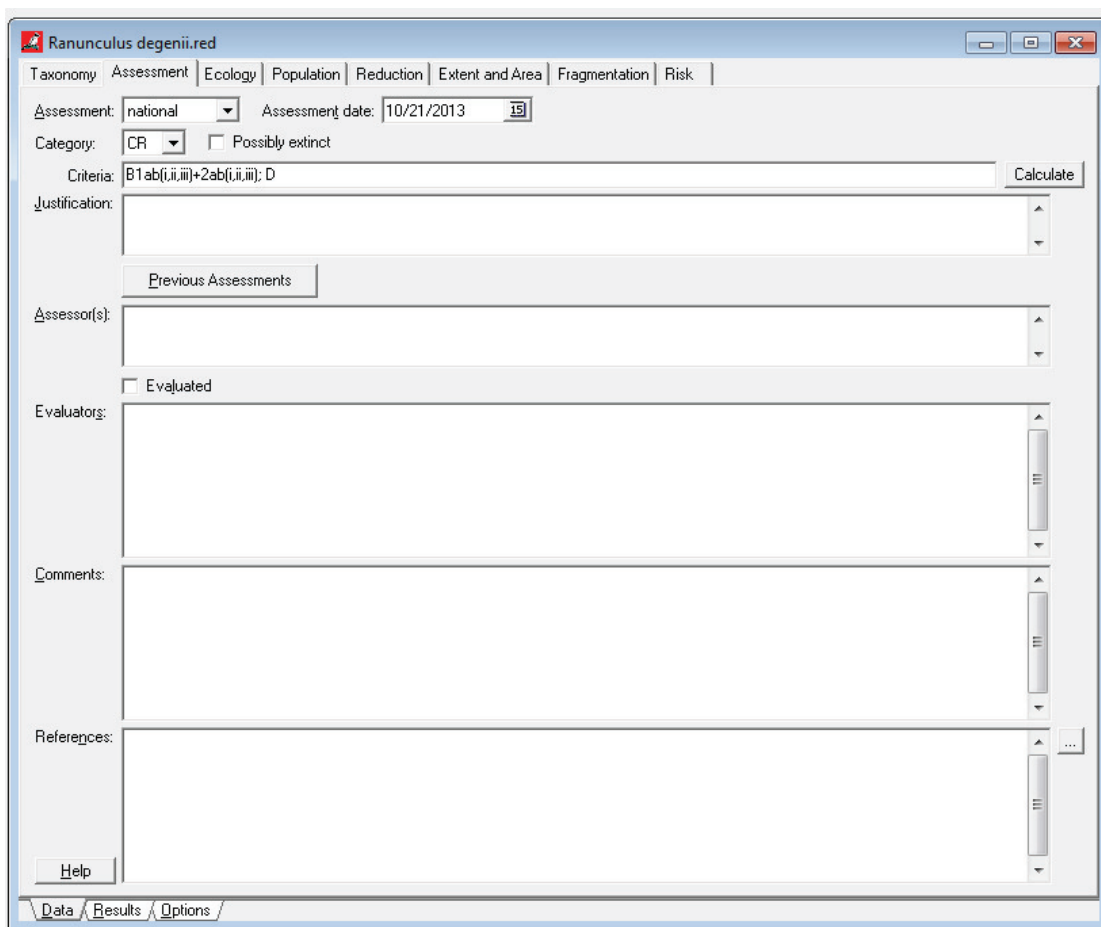 Ranunculus degenii.red
Taxonomy Assessment Ecology Population Reduction Extent and Area Fragmentation Risk
Assessment: national Assessment date: 10/21/2013 15
Category: CR Possibly extinct
Criteria: B1ab(i,ii,iii)+2ab(i,ii,iii); D Calculate
Justification:
Previous Assessments
Assessor(s):
Evaluated
Evaluators:
Comments:
References: ...
Help
Data Results Options